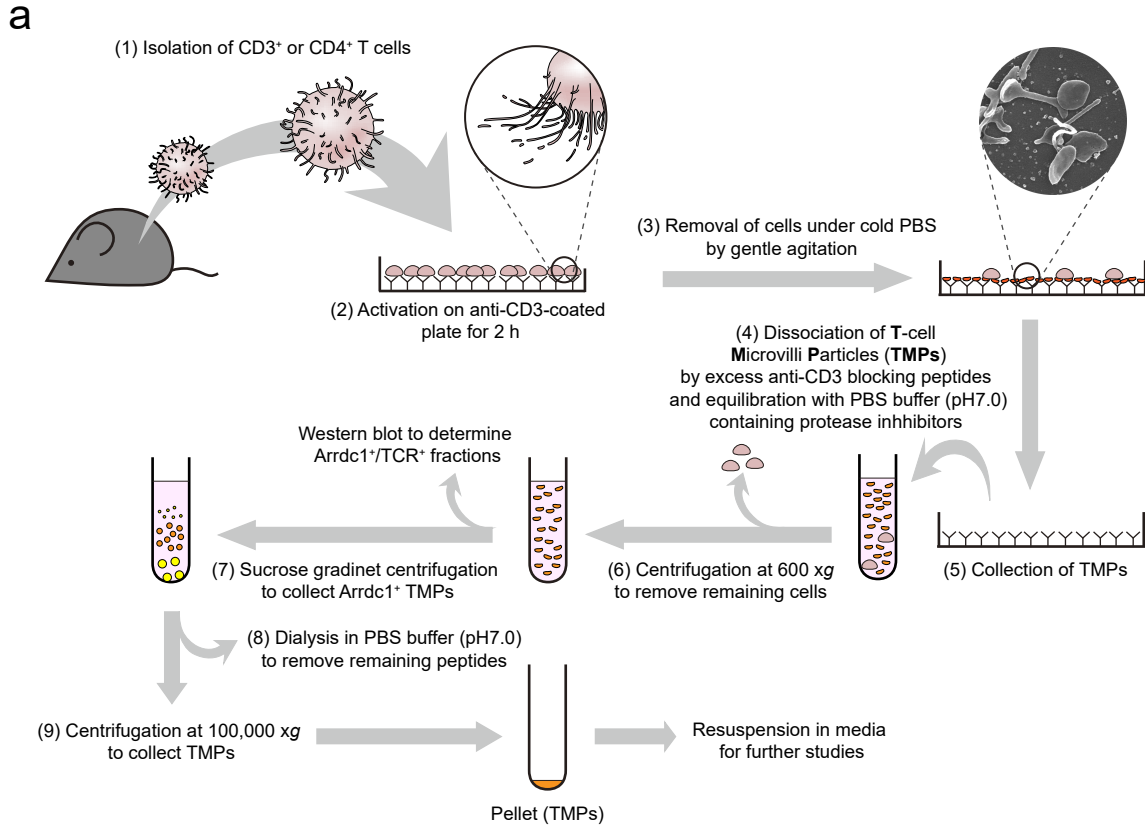 a
(1) Isolation of CD3⁺ or CD4⁺ T cells
(2) Activation on anti-CD3-coated
plate for 2 h
(3) Removal of cells under cold PBS
by gentle agitation
(4) Dissociation of T-cell
Microvilli Particles (TMPs)
by excess anti-CD3 blocking peptides
and equilibration with PBS buffer (pH7.0)
containing protease inhhibitors
(5) Collection of TMPs
(6) Centrifugation at 600 xg
to remove remaining cells
Western blot to determine
Arrdc1⁺/TCR⁺ fractions
(7) Sucrose gradinet centrifugation
to collect Arrdc1⁺ TMPs
(8) Dialysis in PBS buffer (pH7.0)
to remove remaining peptides
(9) Centrifugation at 100,000 xg
to collect TMPs
Pellet (TMPs)
Resuspension in media
for further studies